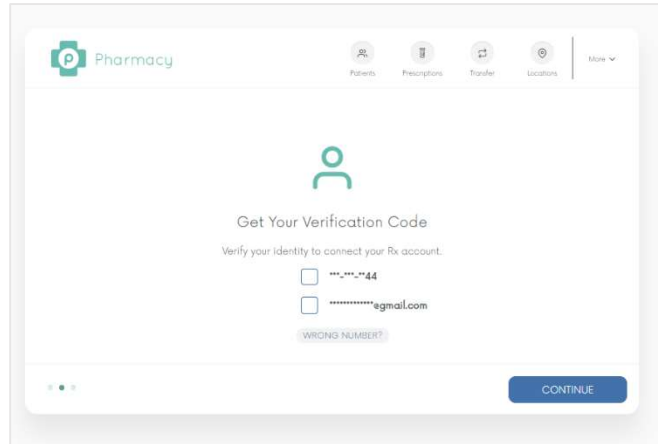 p Pharmacy
Patients Prescriptions Transfer Locations More
Get Your Verification Code
Verify your identity to connect your Rx account.
***-***-**44
*************@gmail.com
WRONG NUMBER?
CONTINUE